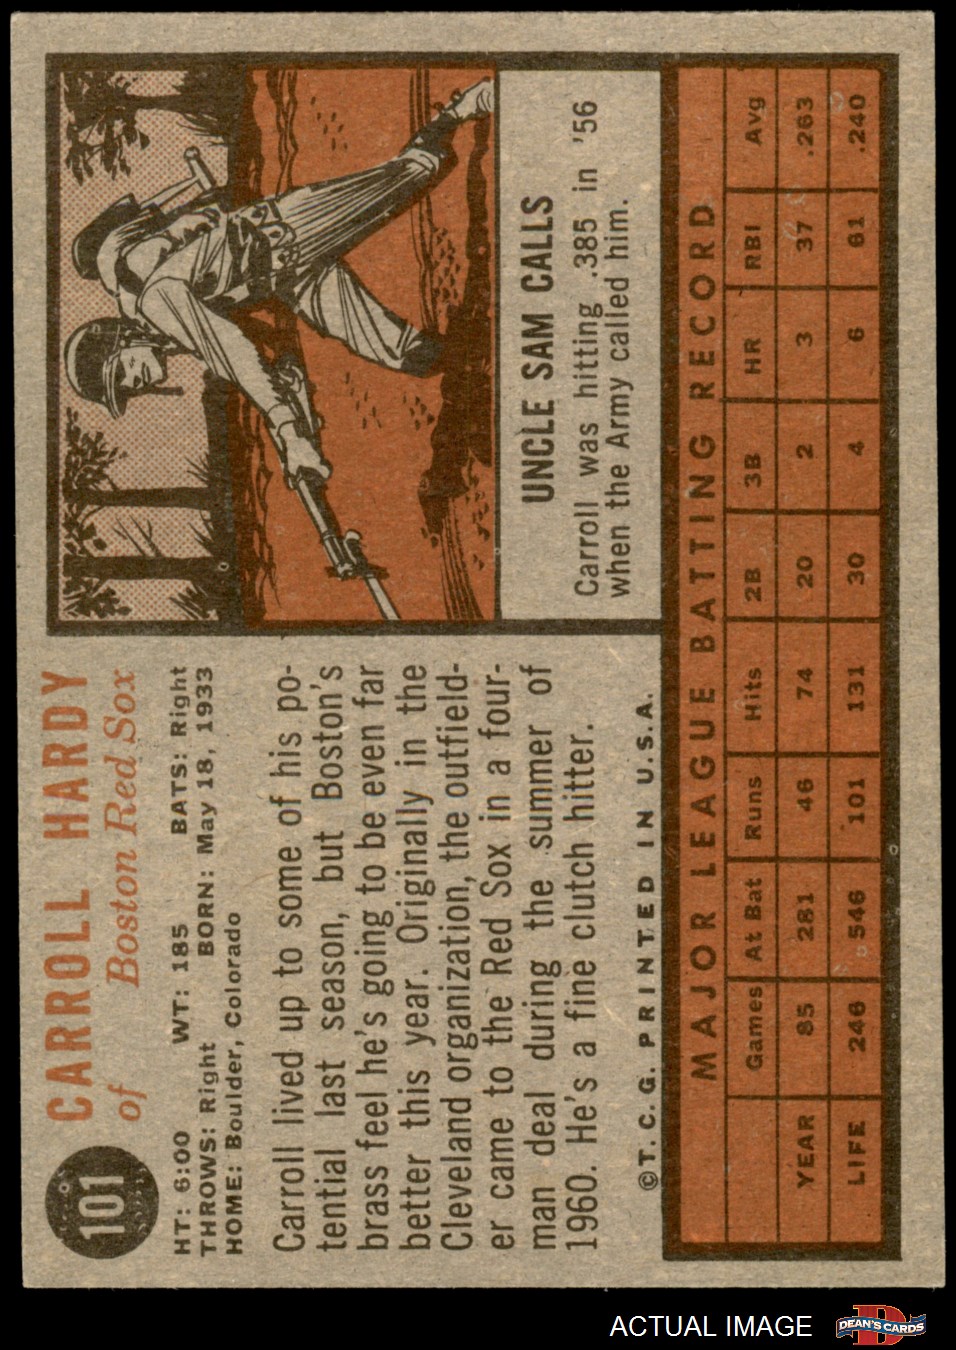 101
CARROLL HARDY
of Boston Red Sox
HT: 6:00 WT: 185 BATS: Right
THROWS: Right BORN: May 18, 1933
HOME: Boulder, Colorado
Carroll lived up to some of his po-
tential last season, but Boston's
brass feel he's going to be even far
better this year. Originally in the
Cleveland organization, the outfield-
er came to the Red Sox in a four-
man deal during the summer of
1960. He's a fine clutch hitter.
©T. C. G. PRINTED IN U.S.A.
UNCLE SAM CALLS
Carroll was hitting .385 in '56
when the Army called him.
MAJOR LEAGUE BATTING RECORD
Games At Bat Runs Hits 2B 3B HR RBI Avg
YEAR 85 281 46 74 20 2 3 37 .263
LIFE 246 546 101 131 30 4 6 61 .240
ACTUAL IMAGE
D
DEAN'S CARDS